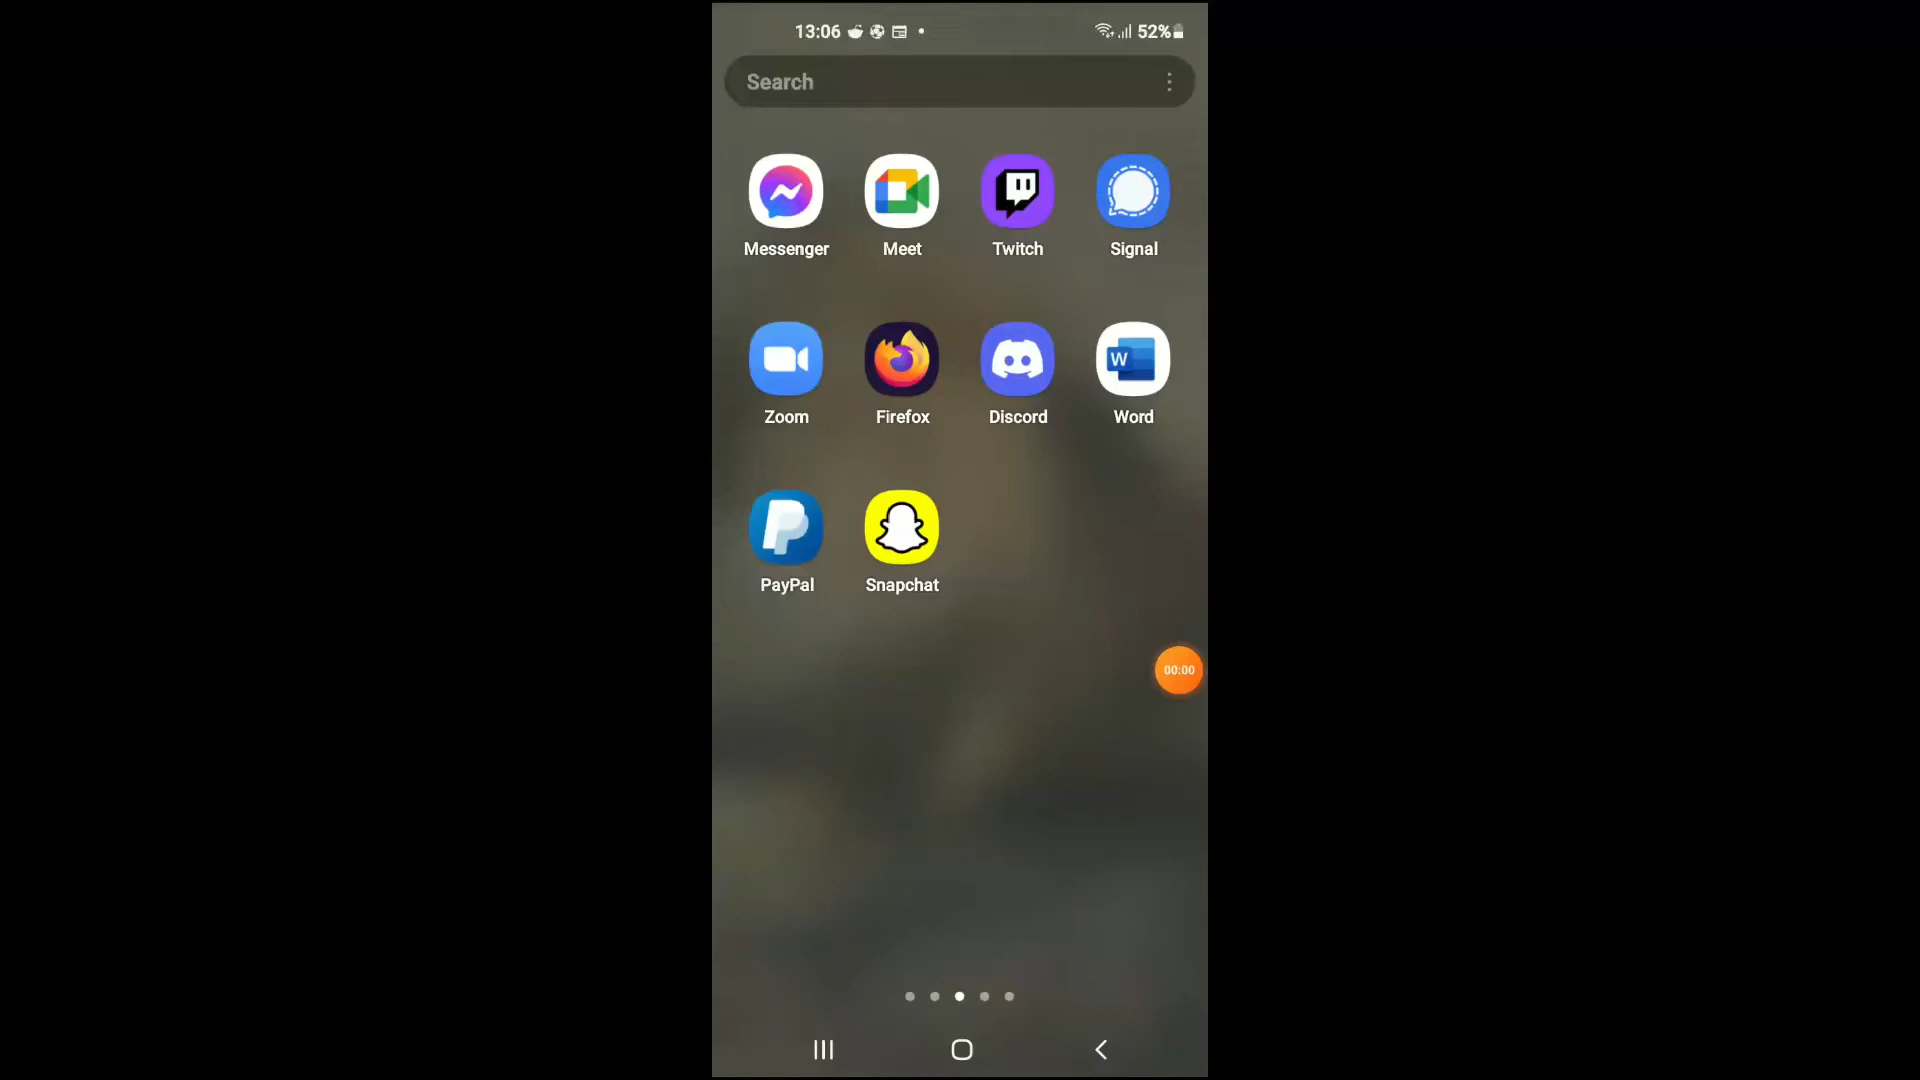 13:06 52%
Search
Messenger Meet Twitch Signal
W
Zoom Firefox Discord Word
PayPal Snapchat
00:00